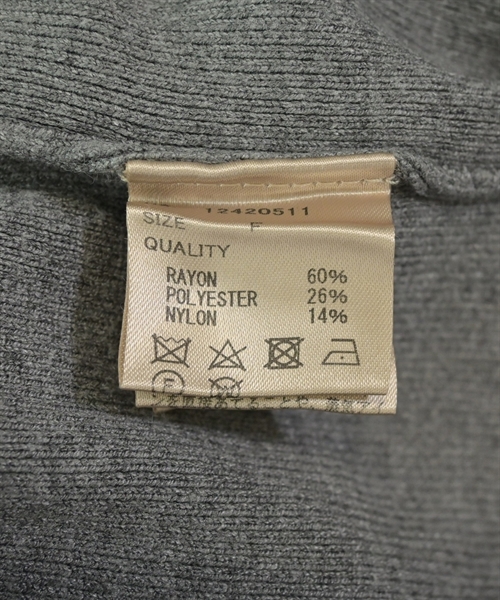 12420511
SIZE F
QUALITY
RAYON 60%
POLYESTER 26%
NYLON 14%
F